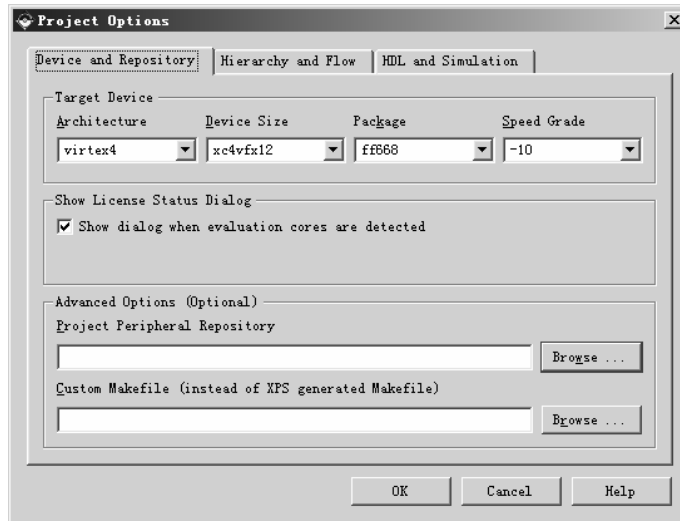 Project Options
Device and Repository Hierarchy and Flow HDL and Simulation
Target Device
Architecture Device Size Package Speed Grade
virtex4 xc4vfx12 ff668 -10
Show License Status Dialog
Show dialog when evaluation cores are detected
Advanced Options (Optional)
Project Peripheral Repository
Browse ...
Custom Makefile (instead of XPS generated Makefile)
Browse ...
OK Cancel Help